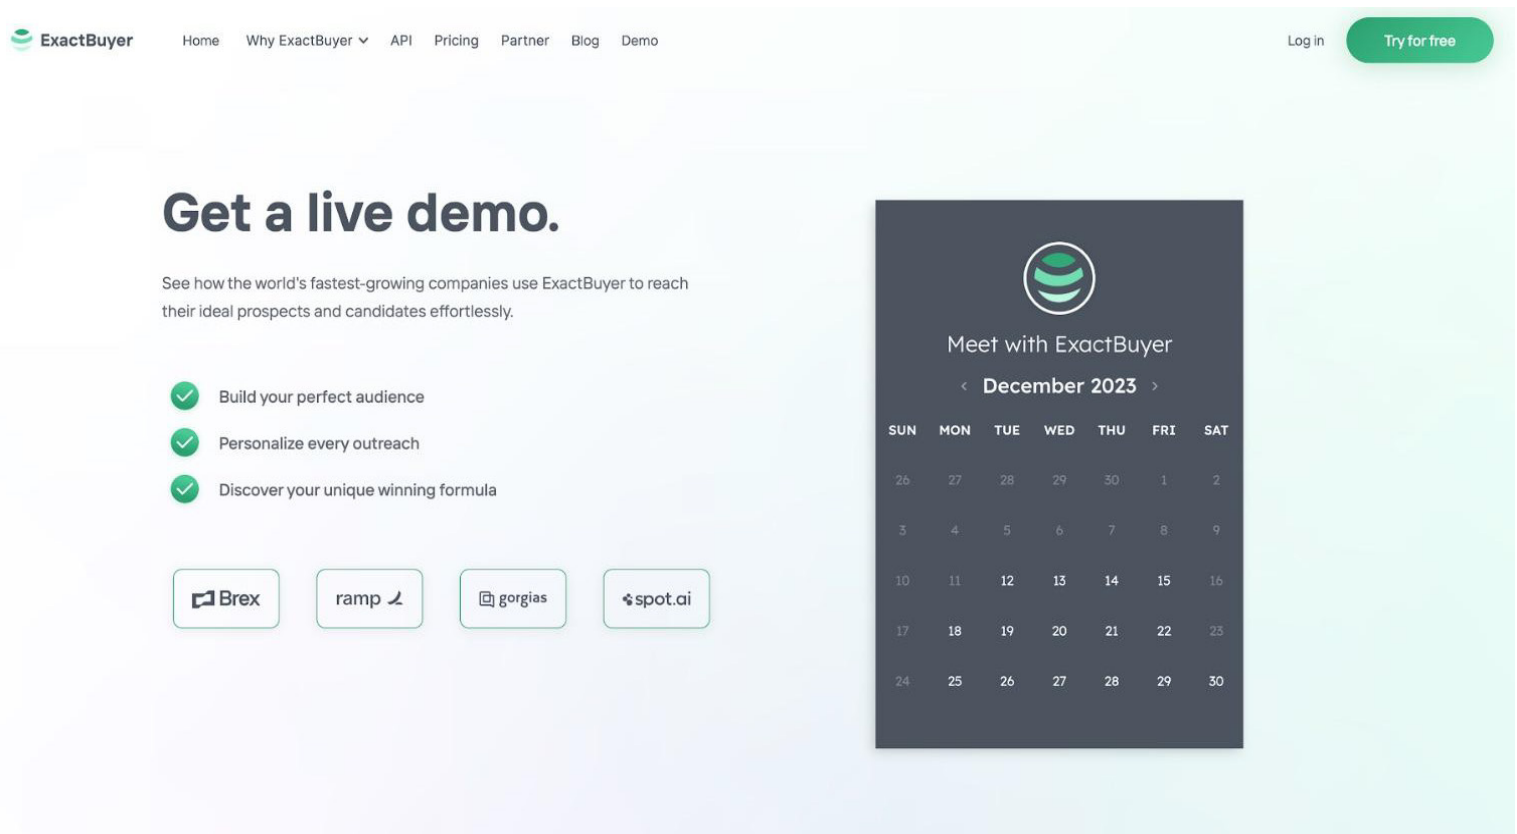 ExactBuyer Home Why ExactBuyer API Pricing Partner Blog Demo Log in Try for free
Get a live demo.
See how the world's fastest-growing companies use ExactBuyer to reach
their ideal prospects and candidates effortlessly.
Build your perfect audience
Personalize every outreach
Discover your unique winning formula
Brex ramp gorgias spot.ai
Meet with ExactBuyer
December 2023
SUN MON TUE WED THU FRI SAT
26 27 28 29 30 1 2
3 4 5 6 7 8 9
10 11 12 13 14 15 16
17 18 19 20 21 22 23
24 25 26 27 28 29 30